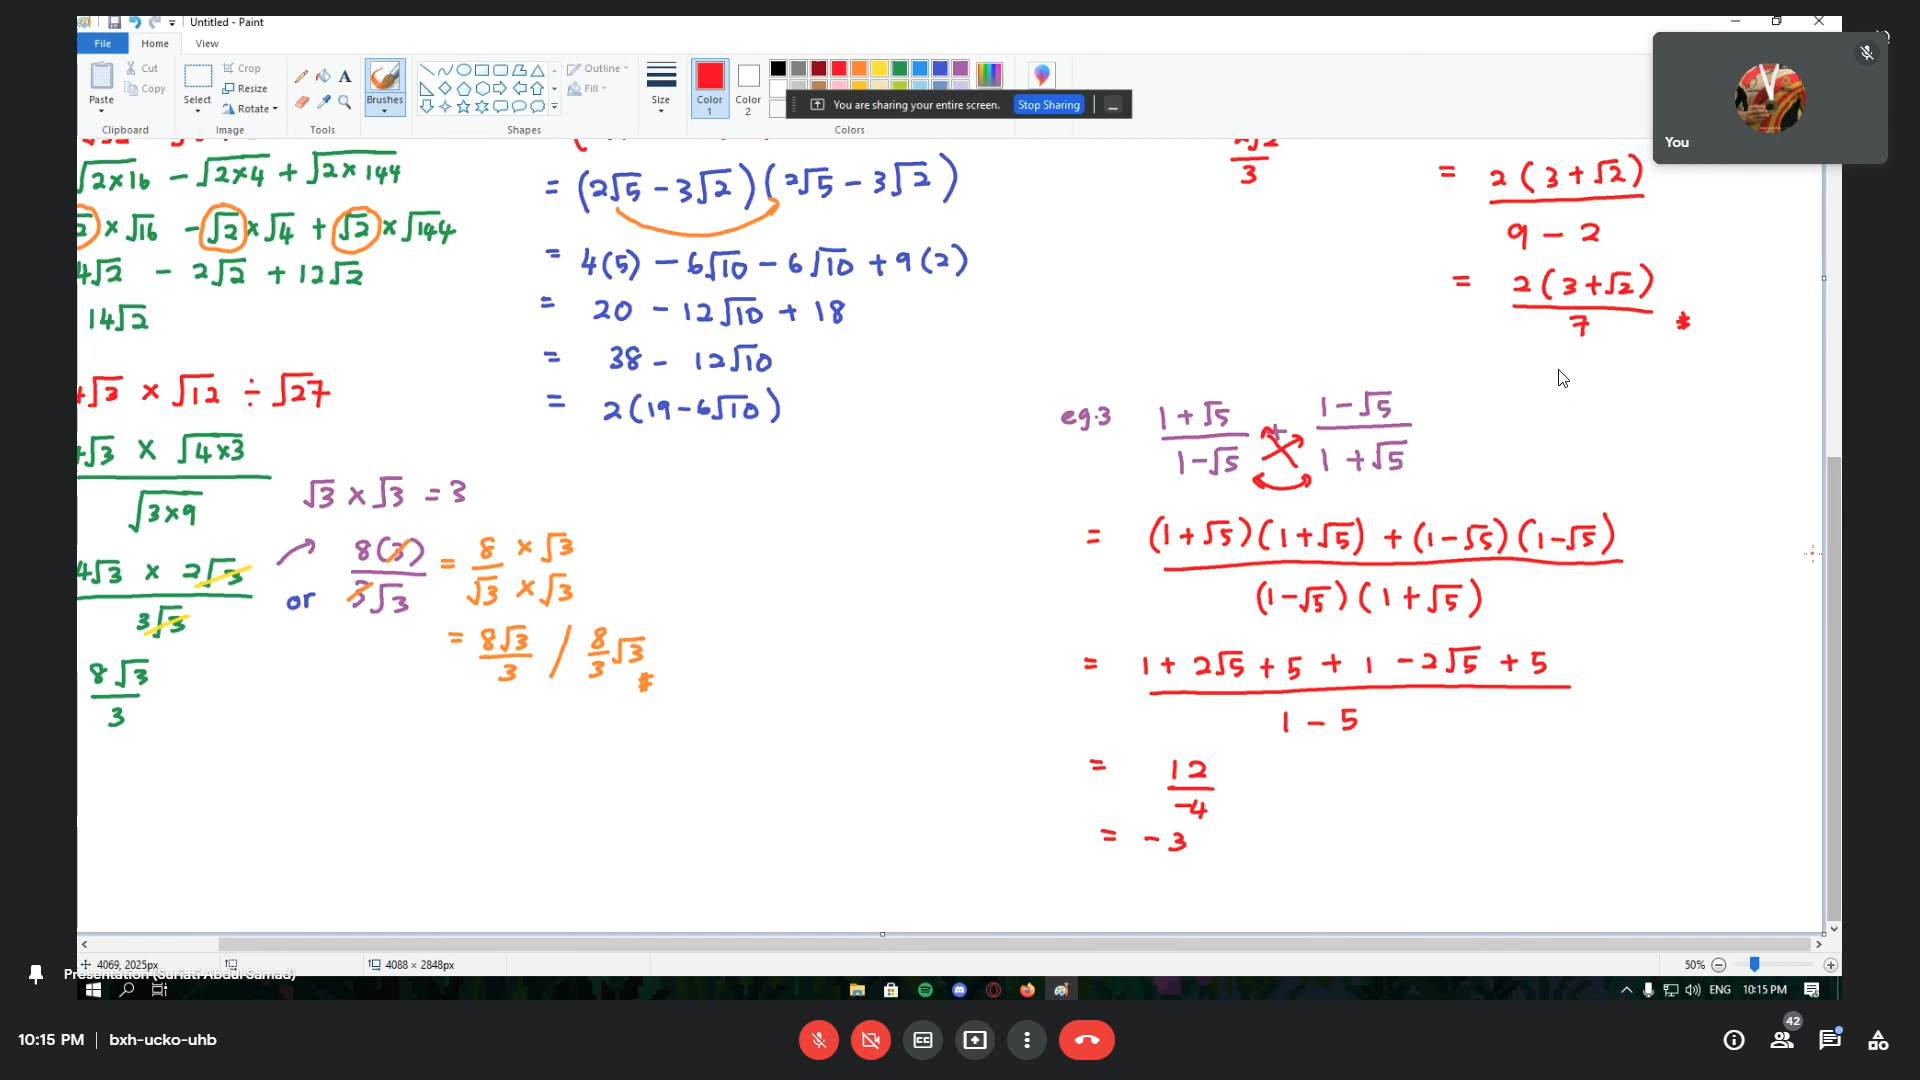 Untitled - Paint
File Home View
Paste Cut Copy Clipboard
Select Crop Resize Rotate Image
Tools
Brushes
Shapes Outline Fill
Size
Color 1 Color 2 Colors
You are sharing your entire screen. Stop Sharing
You
√2×16 - √2×4 + √2×144
× √16 - √2 × √4 + √2 × √144
4√2 - 2√2 + 12√2
14√2
√3 × √12 ÷ √27
√3 × √4×3
√3×9
4√3 × 2√3
3√3
8√3
3
√3 × √3 = 3
or
8(3) = 8 × √3
3√3 √3 × √3
= 8√3 / 8 √3
3 3
= (2√5 - 3√2)(2√5 - 3√2)
= 4(5) - 6√10 - 6√10 + 9(2)
= 20 - 12√10 + 18
= 38 - 12√10
= 2(19-6√10)
3
= 2(3+√2)
9 - 2
= 2(3+√2)
7
eg.3 1+√5 + 1-√5
1-√5 1+√5
= (1+√5)(1+√5) + (1-√5)(1-√5)
(1-√5)(1+√5)
= 1 + 2√5 + 5 + 1 - 2√5 + 5
1 - 5
= 12
-4
= -3
4069, 2025px 4088 × 2848px 50%
Presentation (Suriati Abdul Samad)
ENG 10:15 PM
10:15 PM | bxh-ucko-uhb
42